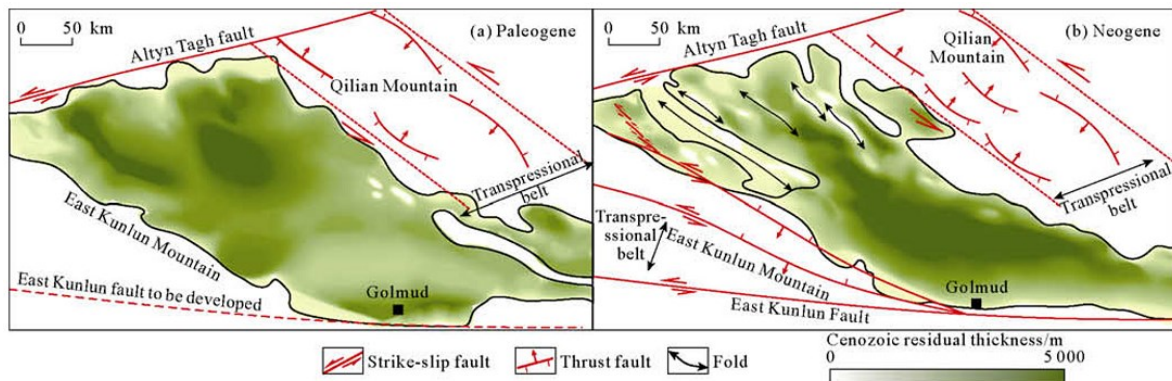 0 50 km
(a) Paleogene
Altyn Tagh fault
Qilian Mountain
Transpressional
belt
East Kunlun
Mountain
East Kunlun fault to be developed
Golmud
0 50 km
(b) Neogene
Altyn Tagh fault
Qilian
Mountain
Transpressional
belt
Transpre-
ssional
belt
East Kunlun
Mountain
East Kunlun Fault
Golmud
Strike-slip fault
Thrust fault
Fold
Cenozoic residual thickness/m
0 5 000